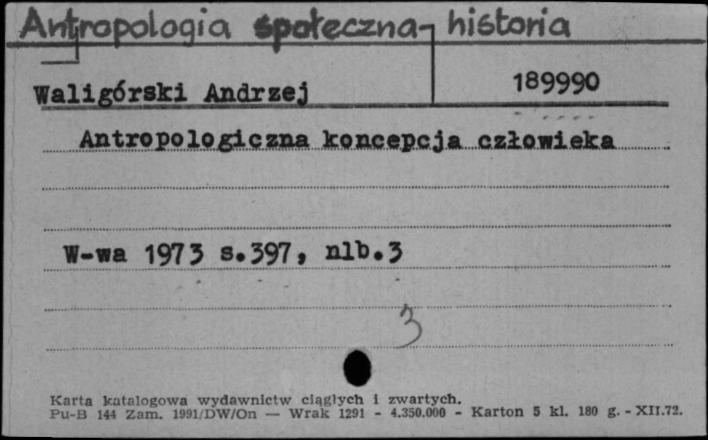 Antropologia społeczna - historia
Waligórski Andrzej
189990
Antropologiczna koncepcja człowieka
W-wa 1973 s.397, nlb.3
3
Karta katalogowa wydawnictw ciągłych i zwartych.
Pu-B 144 Zam. 1991/DW/On — Wrak 1291 - 4.350.000 - Karton 5 kl. 180 g. - XII.72.